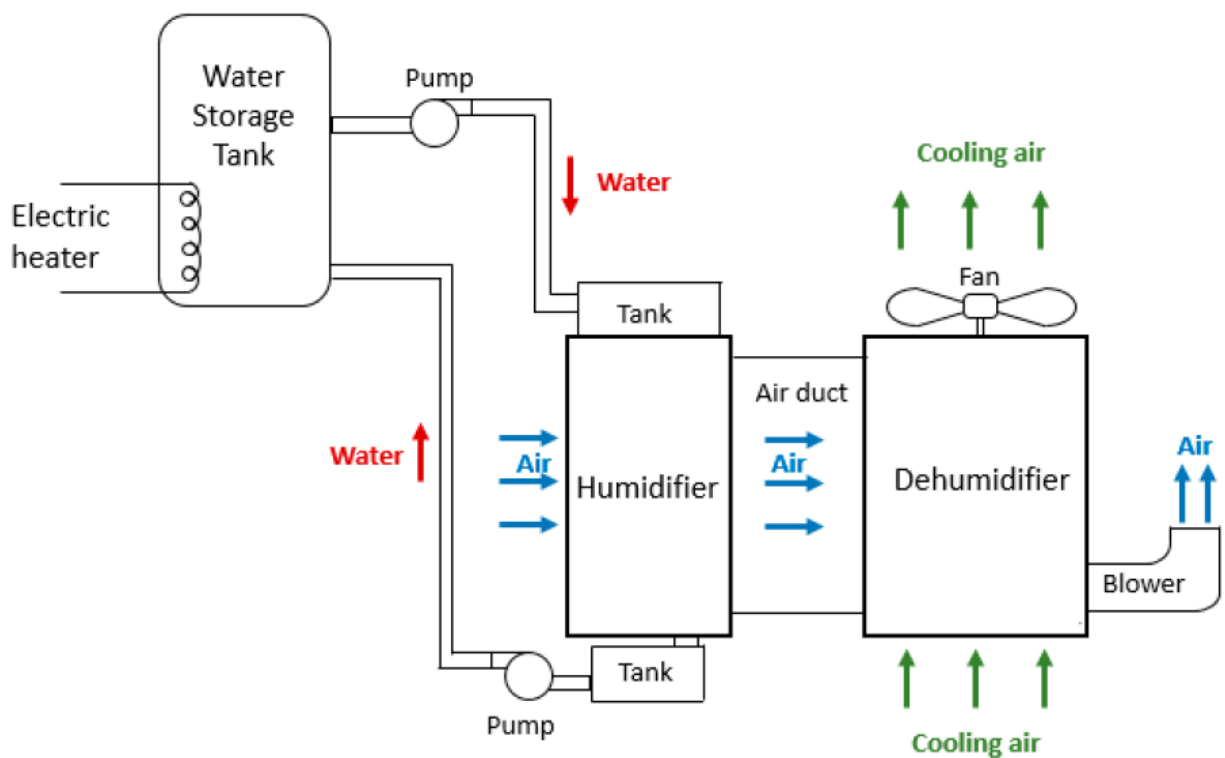 Water
Storage
Tank
Pump
Electric
heater
Water
Cooling air
Fan
Tank
Air duct
Water
Air
Air
Air
Humidifier
Dehumidifier
Blower
Tank
Pump
Cooling air